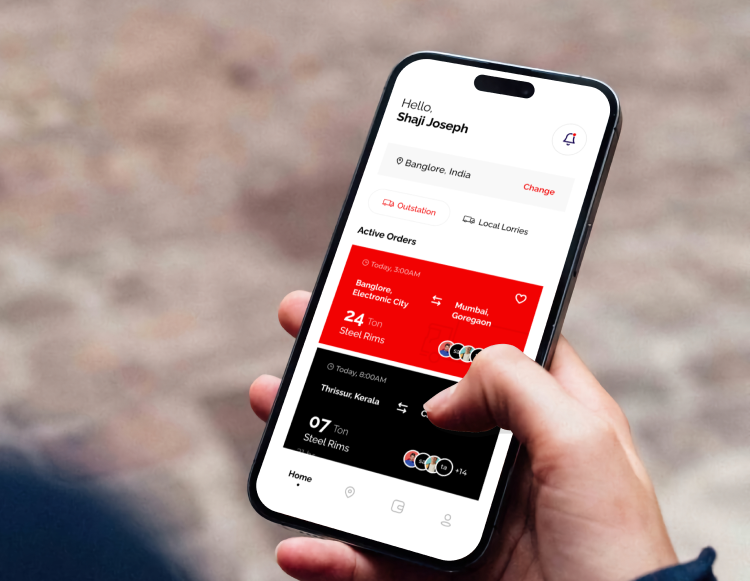 Hello,
Shaji Joseph
Banglore, India
Change
Outstation
Local Lorries
Active Orders
Today, 3:00AM
Banglore,
Electronic City
Mumbai,
Goregaon
24 Ton
Steel Rims
Today, 8:00AM
Thrissur, Kerala
07 Ton
Steel Rims
+14
Home